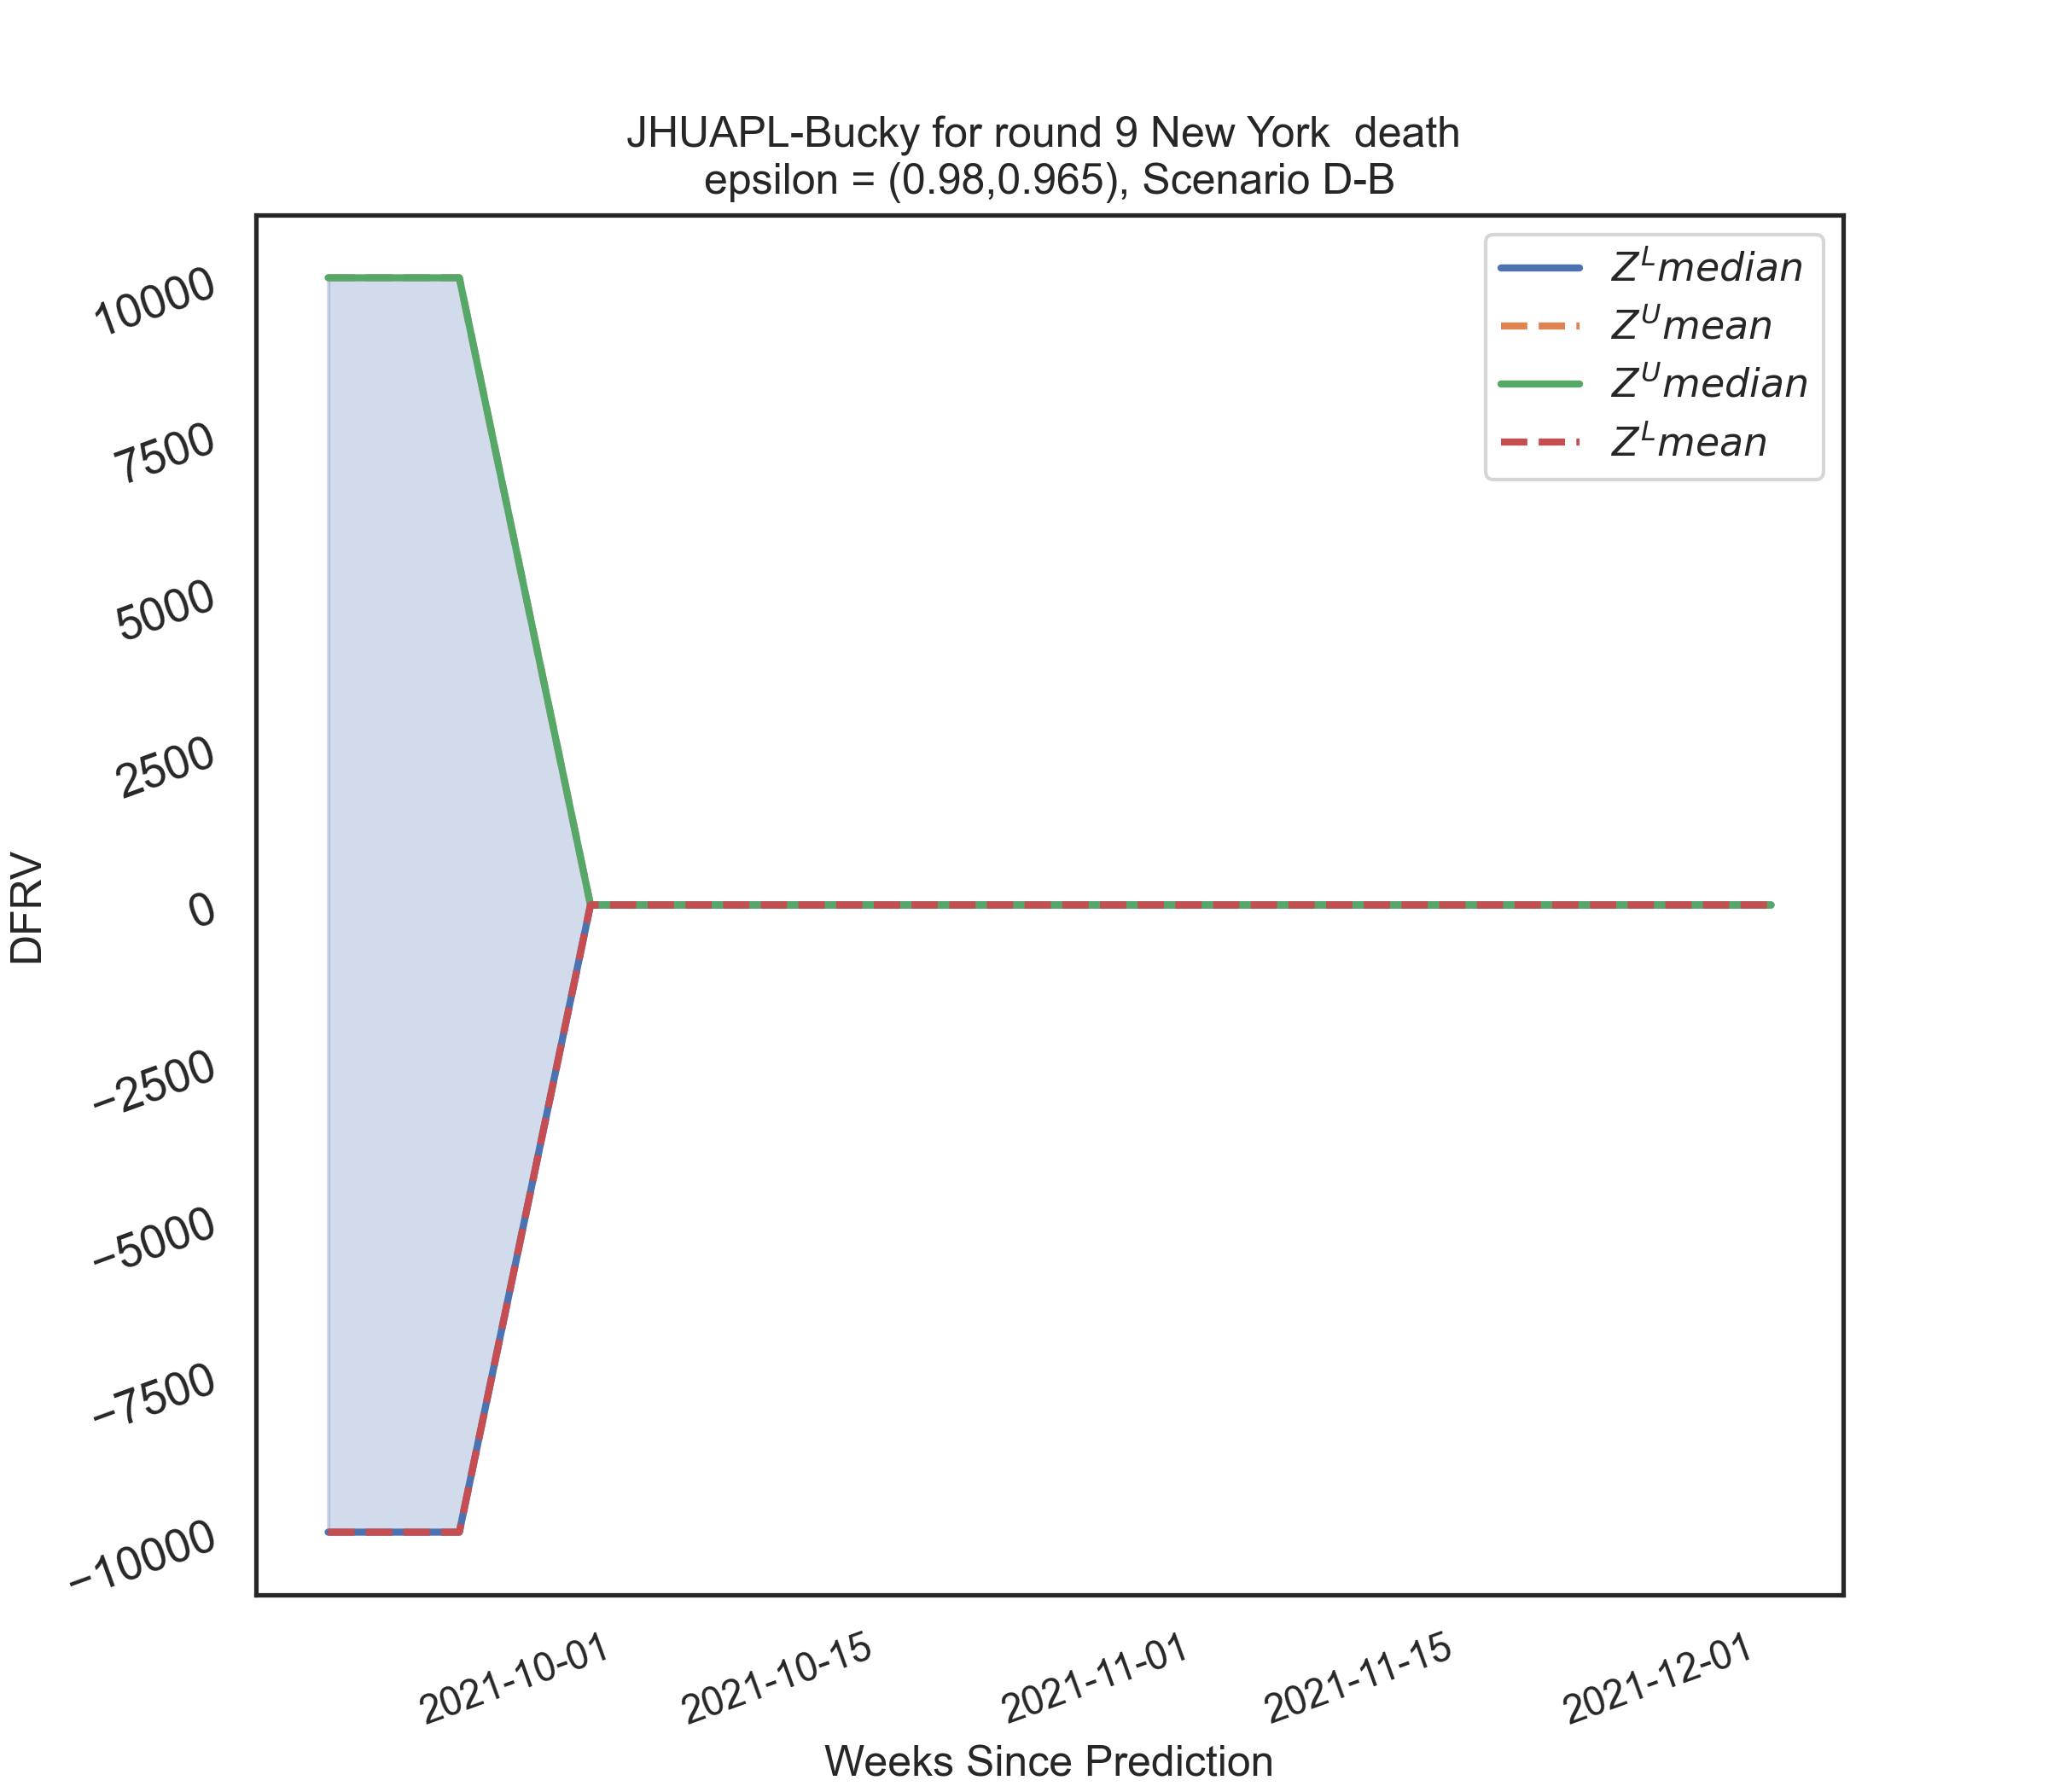 JHUAPL-Bucky for round 9 New York  death
epsilon = (0.98,0.965), Scenario D-B
Z^L median
Z^U mean
Z^U median
Z^L mean
10000
7500
5000
2500
0
−2500
−5000
−7500
−10000
DFRV
2021-10-01
2021-10-15
2021-11-01
2021-11-15
2021-12-01
Weeks Since Prediction